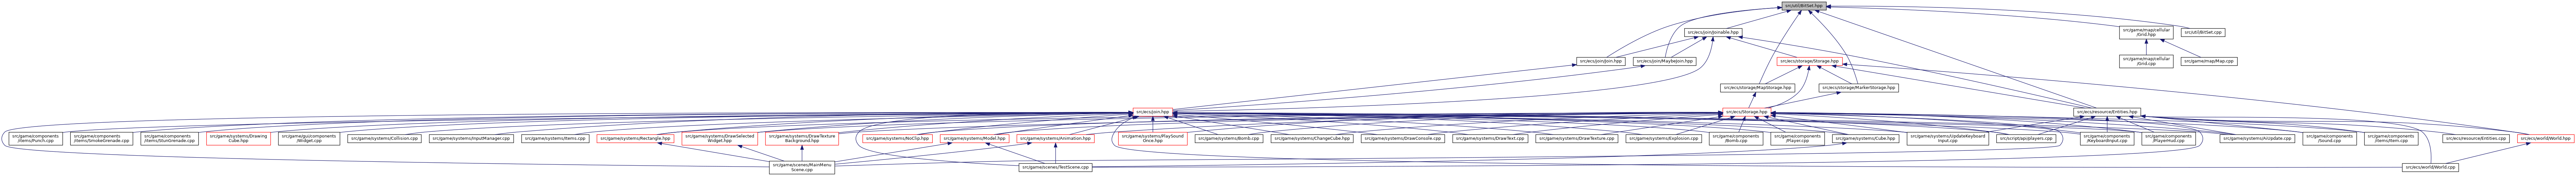 src/util/BitSet.hpp
src/ecs/join/Joinable.hpp
src/game/map/cellular
/Grid.hpp
src/util/BitSet.cpp
src/ecs/join/Join.hpp
src/ecs/join/MaybeJoin.hpp
src/ecs/storage/Storage.hpp
src/game/map/cellular
/Grid.cpp
src/game/map/Map.cpp
src/ecs/storage/MapStorage.hpp
src/ecs/storage/MarkerStorage.hpp
src/ecs/join.hpp
src/ecs/Storage.hpp
src/ecs/resource/Entities.hpp
src/game/components
/items/Punch.cpp
src/game/components
/items/SmokeGrenade.cpp
src/game/components
/items/StunGrenade.cpp
src/game/systems/Drawing
Cube.hpp
src/game/gui/components
/Widget.cpp
src/game/systems/Collision.cpp
src/game/systems/InputManager.cpp
src/game/systems/Items.cpp
src/game/systems/Rectangle.hpp
src/game/systems/DrawSelected
Widget.hpp
src/game/systems/DrawTexture
Background.hpp
src/game/systems/NoClip.hpp
src/game/systems/Model.hpp
src/game/systems/Animation.hpp
src/game/systems/PlaySound
Once.hpp
src/game/systems/Bomb.cpp
src/game/systems/ChangeCube.hpp
src/game/systems/DrawConsole.cpp
src/game/systems/DrawText.cpp
src/game/systems/DrawTexture.cpp
src/game/systems/Explosion.cpp
src/game/components
/Bomb.cpp
src/game/components
/Player.cpp
src/game/systems/Cube.hpp
src/game/systems/UpdateKeyboard
Input.cpp
src/script/api/players.cpp
src/game/components
/KeyboardInput.cpp
src/game/components
/PlayerHud.cpp
src/game/systems/AiUpdate.cpp
src/game/components
/Sound.cpp
src/game/components
/items/Item.cpp
src/ecs/resource/Entities.cpp
src/ecs/world/World.hpp
src/game/scenes/MainMenu
Scene.cpp
src/game/scenes/TestScene.cpp
src/ecs/world/World.cpp